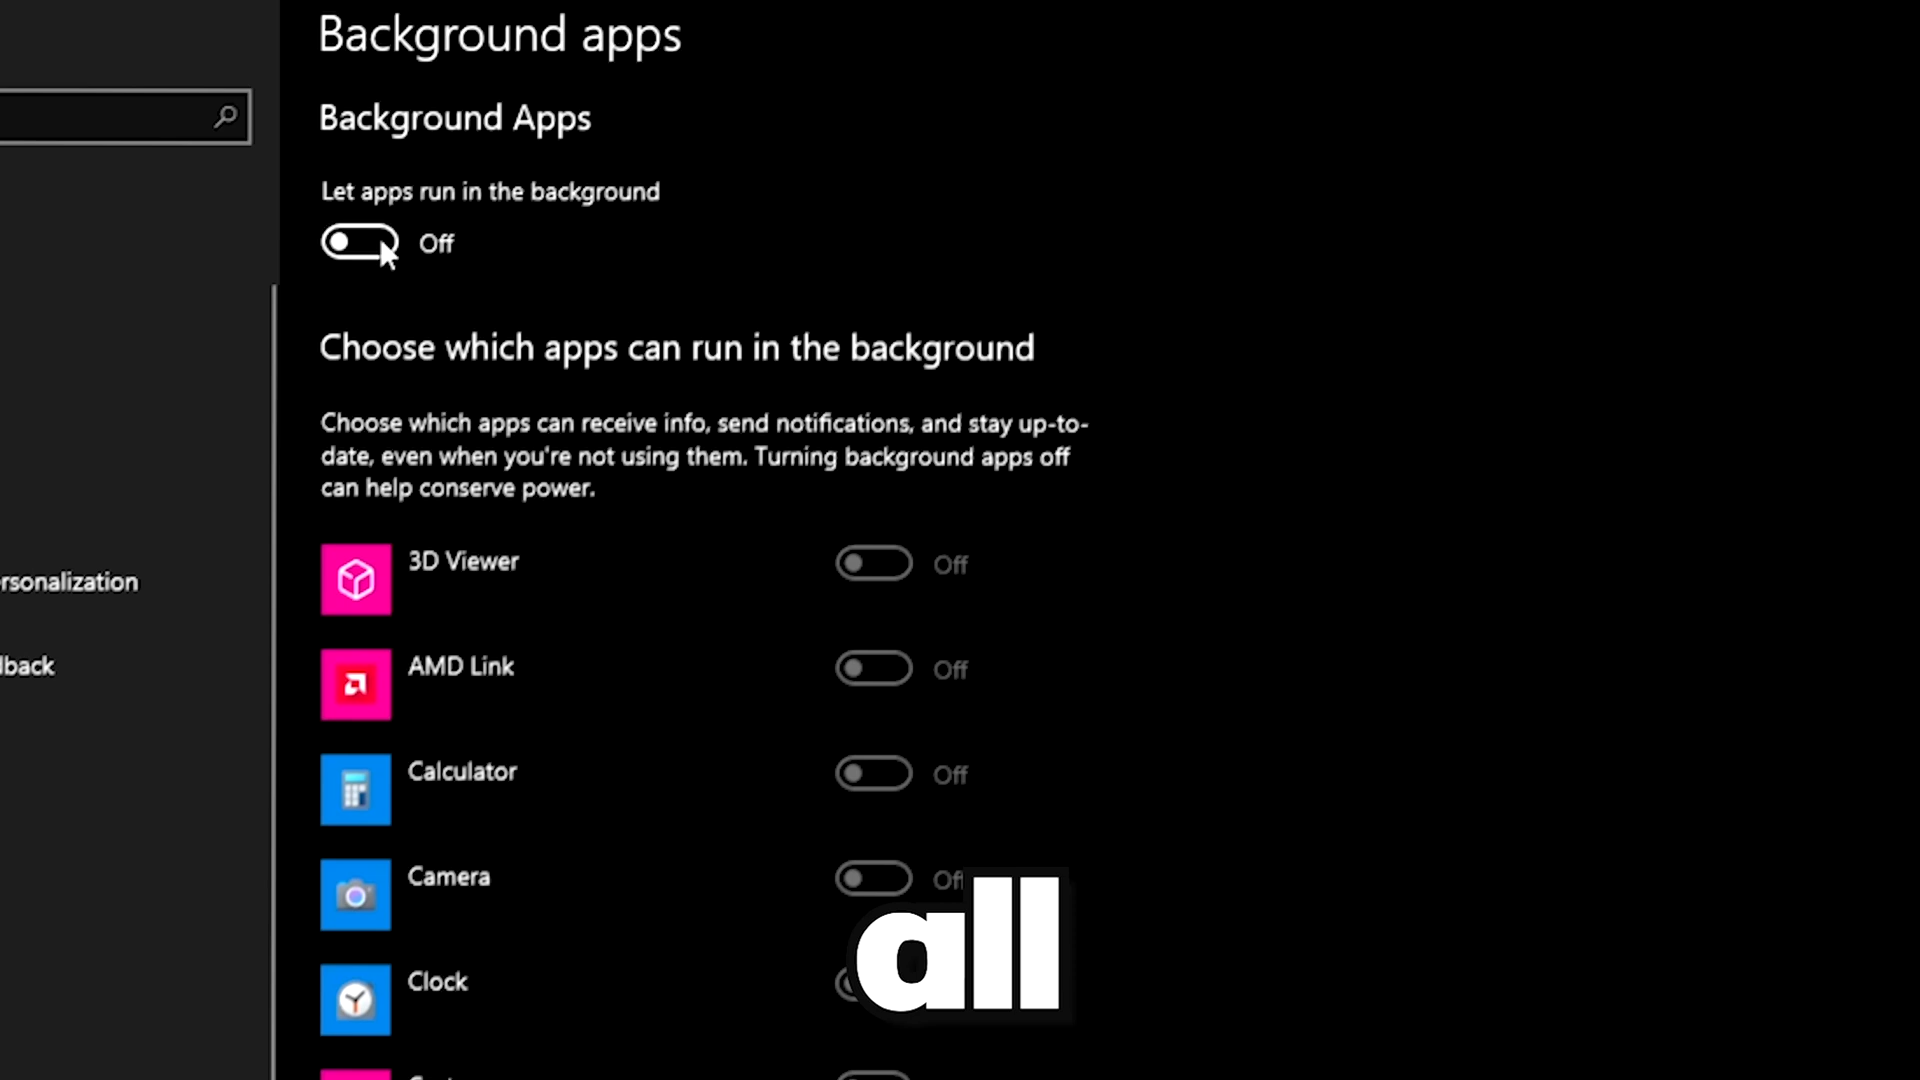 Background apps
Background Apps
Let apps run in the background
Off
Choose which apps can run in the background
Choose which apps can receive info, send notifications, and stay up-to-
date, even when you're not using them. Turning background apps off
can help conserve power.
3D Viewer Off
rsonalization
AMD Link Off
dback
Calculator Off
Camera Off
all
Clock